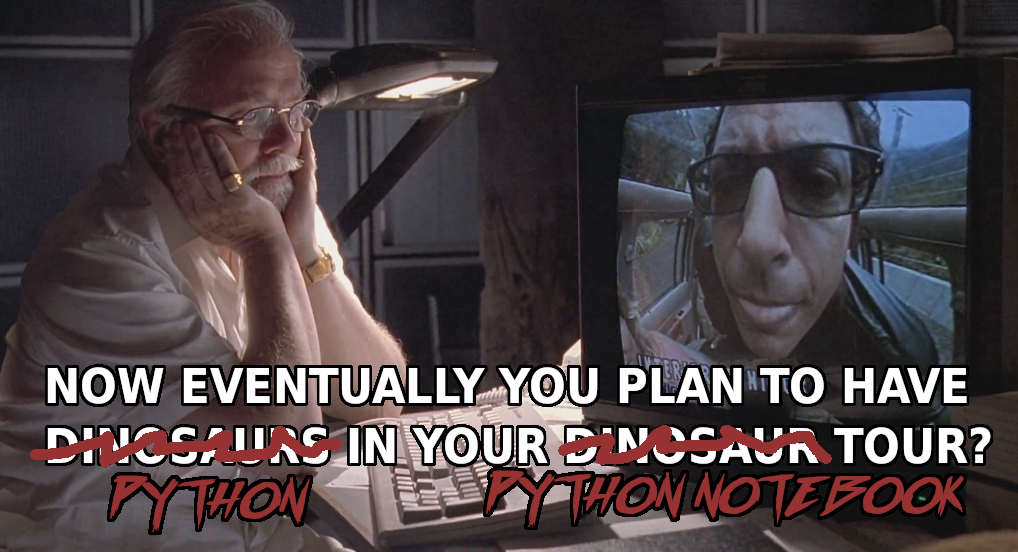 NOW EVENTUALLY YOU PLAN TO HAVE
DINOSAURS IN YOUR DINOSAUR TOUR?
PYTHON PYTHON NOTEBOOK